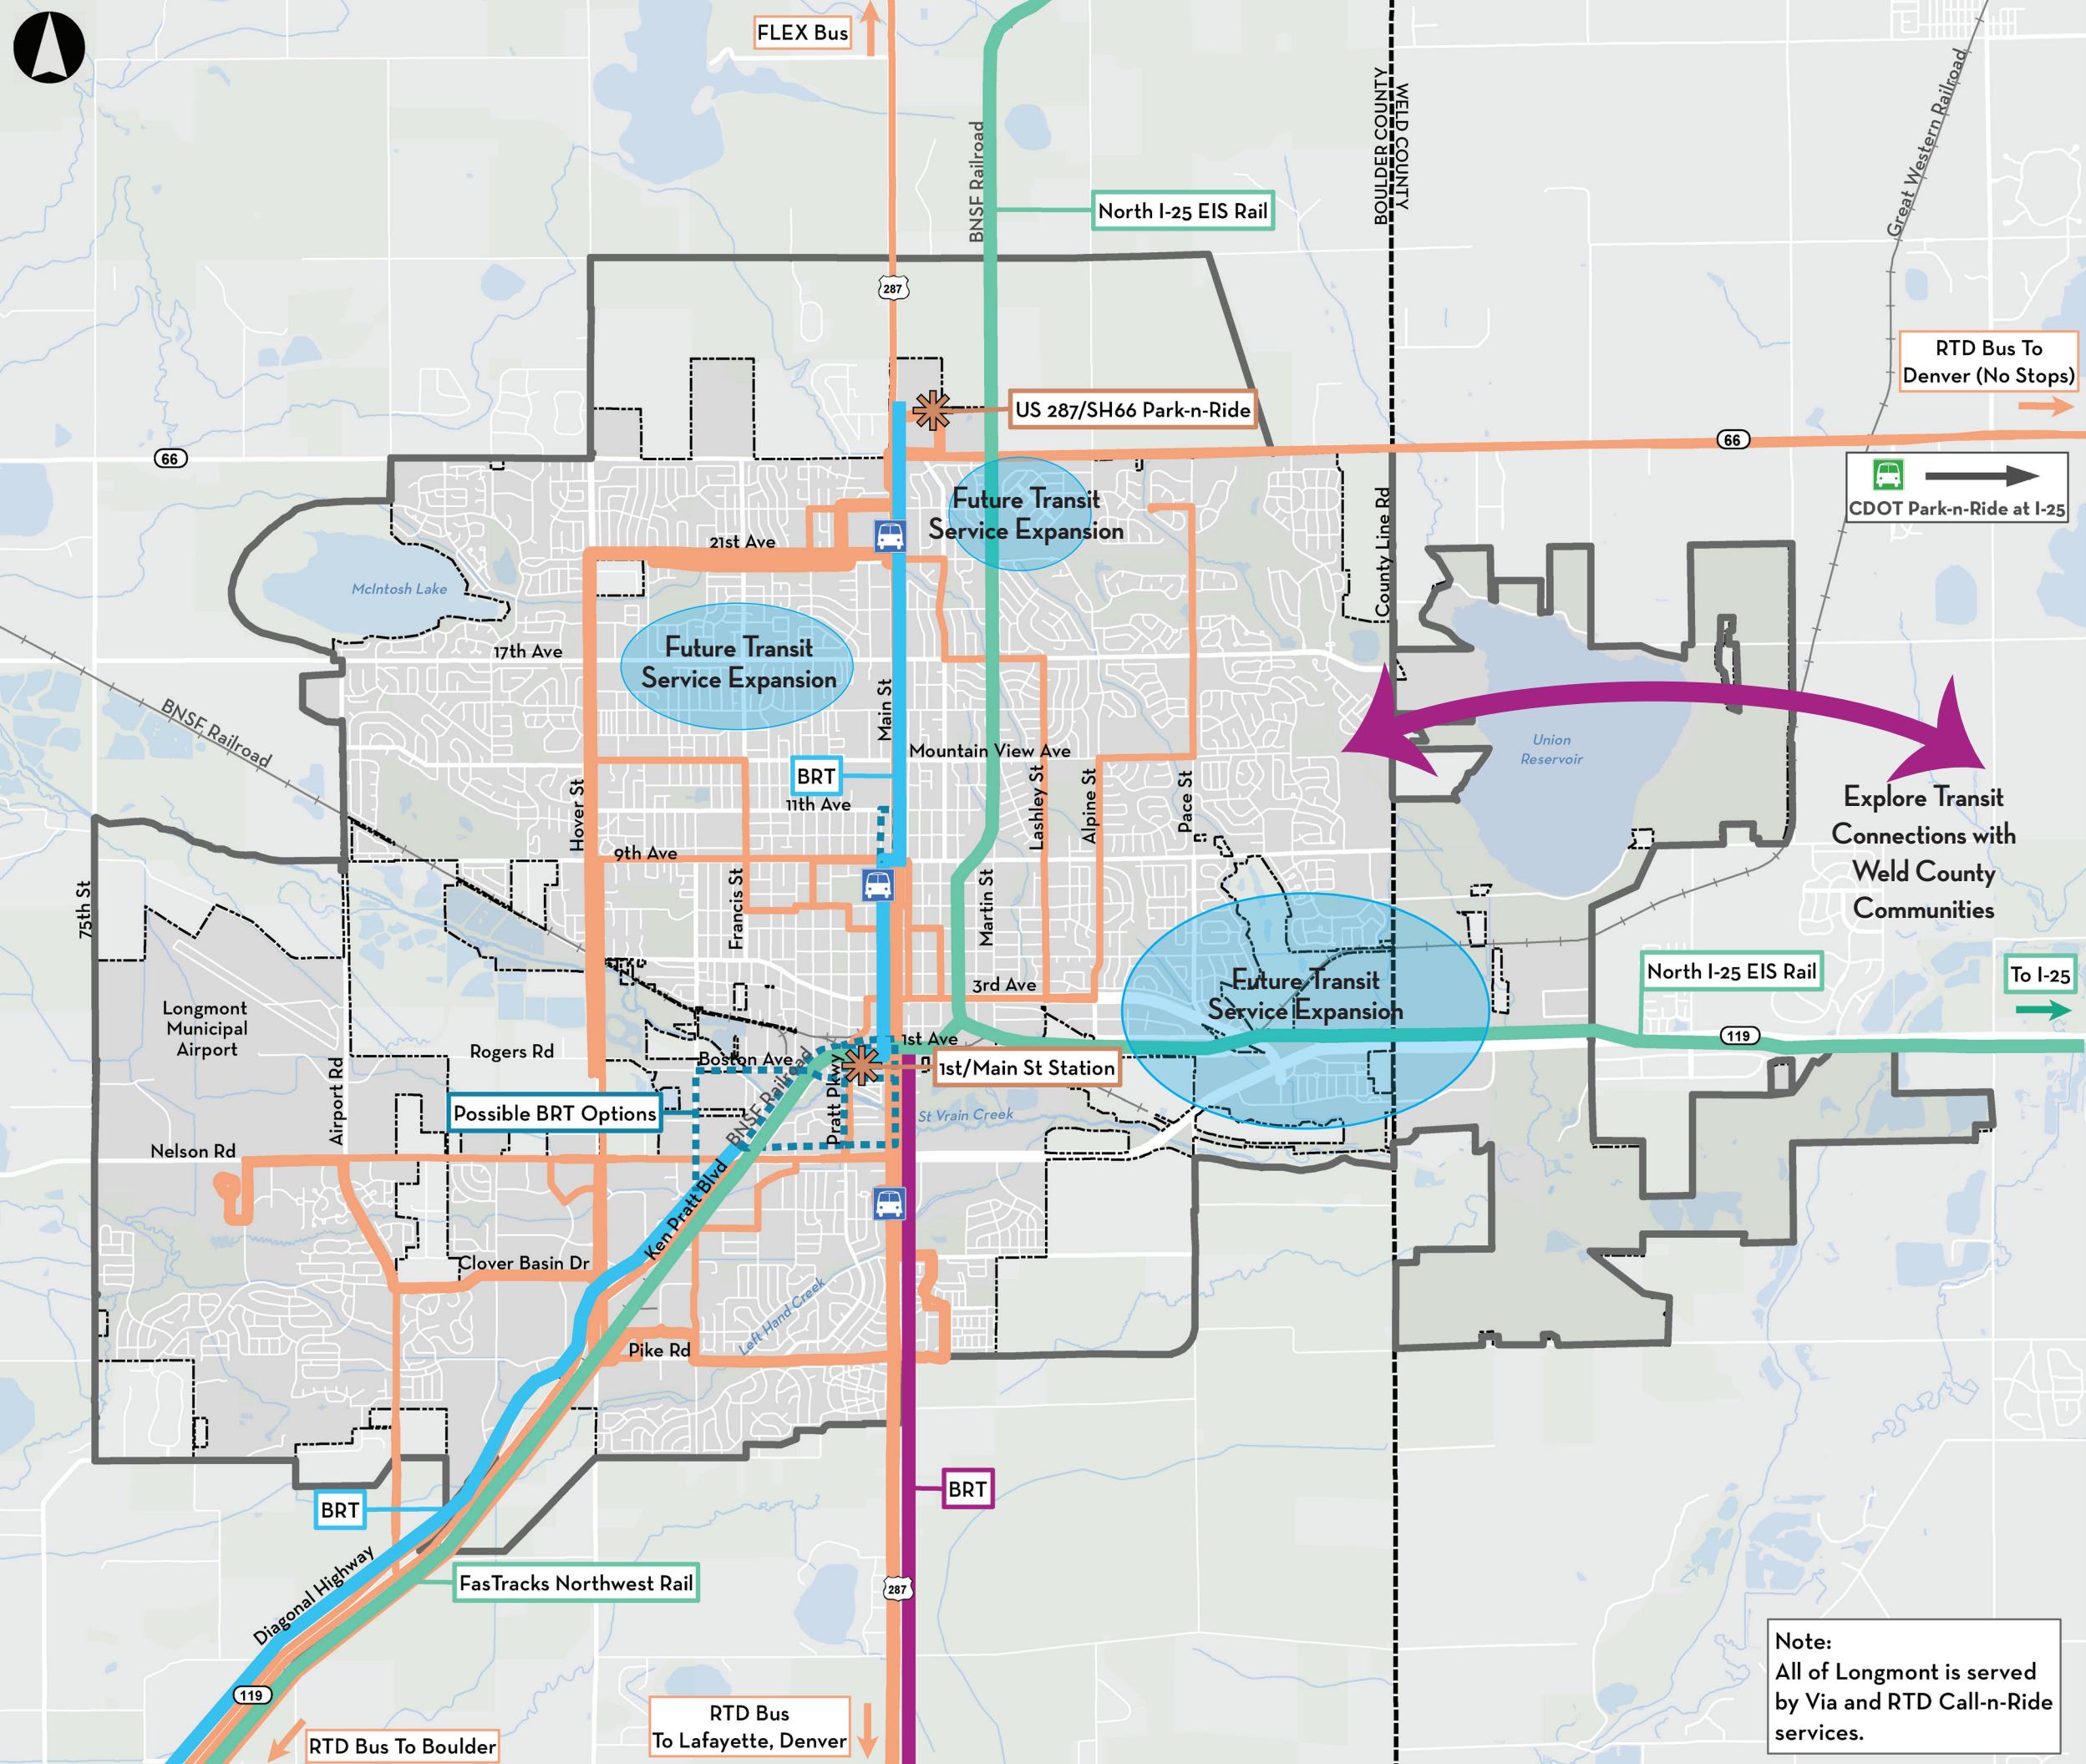 FLEX Bus
BOULDER COUNTY
WELD COUNTY
Great Western Railroad
BNSF Railroad
North I-25 EIS Rail
287
RTD Bus To
Denver (No Stops)
US 287/SH66 Park-n-Ride
66
66
CDOT Park-n-Ride at I-25
Future Transit
Service Expansion
County Line Rd
21st Ave
McIntosh Lake
17th Ave
Future Transit
Service Expansion
Main St
BNSF Railroad
Union
Reservoir
Mountain View Ave
BRT
11th Ave
Hover St
Lashley St
Alpine St
Pace St
Explore Transit
Connections with
Weld County
Communities
9th Ave
75th St
Francis St
Martin St
3rd Ave
Future Transit
Service Expansion
North I-25 EIS Rail
To I-25
119
Longmont
Municipal
Airport
Airport Rd
Rogers Rd
Boston Ave
1st Ave
1st/Main St Station
Possible BRT Options
BNSF Railroad
Pratt Pkwy
St Vrain Creek
Nelson Rd
Ken Pratt Blvd
Clover Basin Dr
Left Hand Creek
Pike Rd
BRT
BRT
Diagonal Highway
FasTracks Northwest Rail
287
119
RTD Bus To Boulder
RTD Bus
To Lafayette, Denver
Note:
All of Longmont is served
by Via and RTD Call-n-Ride
services.